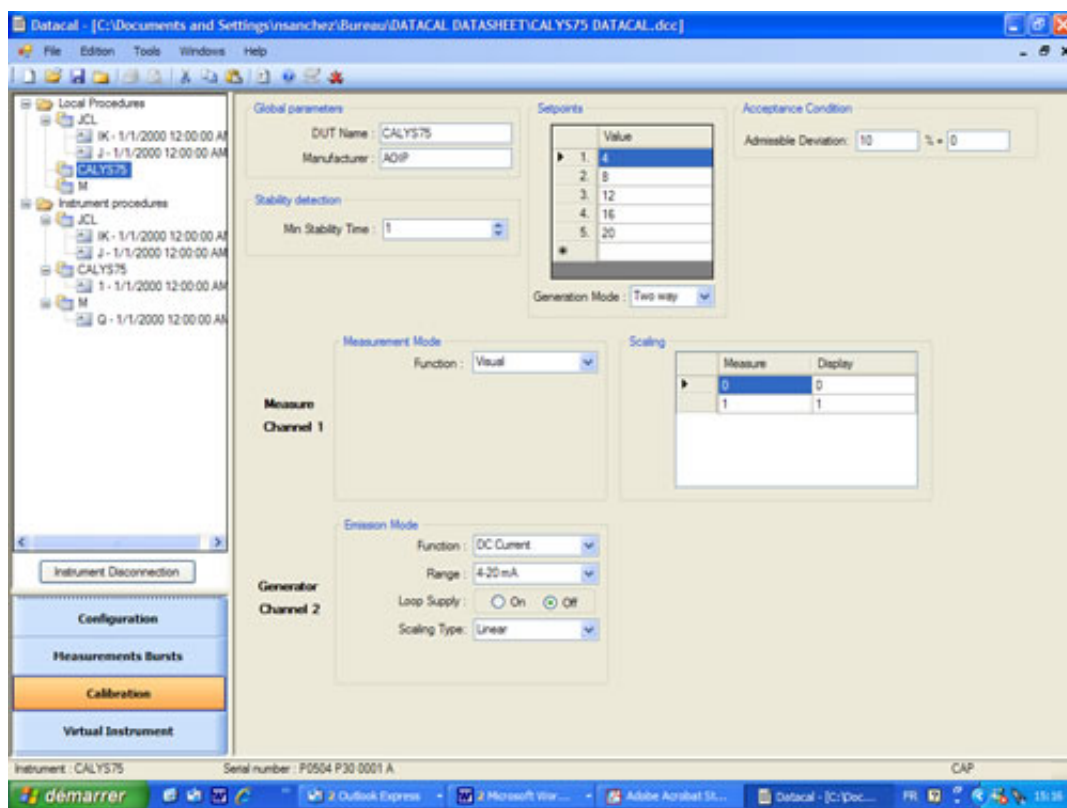 Datacal - [C:\Documents and Settings\nsanchez\Bureau\DATACAL DATASHEET\CALYS75 DATACAL.dcc]
File Edition Tools Windows Help
Local Procedures
JCL
IK - 1/1/2000 12:00:00 AM
J - 1/1/2000 12:00:00 AM
CALYS75
M
Instrument procedures
JCL
IK - 1/1/2000 12:00:00 AM
J - 1/1/2000 12:00:00 AM
CALYS75
1 - 1/1/2000 12:00:00 AM
M
Q - 1/1/2000 12:00:00 AM
Instrument Disconnection
Configuration
Measurements Bursts
Calibration
Virtual Instrument
Global parameters
DUT Name : CALYS75
Manufacturer : AOIP
Stability detection
Min Stability Time : 1
Setpoints
Value
1. 4
2. 8
3. 12
4. 16
5. 20
Generation Mode : Two way
Acceptance Condition
Admissible Deviation: 10 % + 0
Measure
Channel 1
Measurement Mode
Function : Visual
Scaling
Measure Display
0 0
1 1
Generator
Channel 2
Emission Mode
Function : DC Current
Range : 4-20 mA
Loop Supply : On Off
Scaling Type: Linear
Instrument : CALYS75 Serial number : P0504 P30 0001 A CAP
démarrer 2 Outlook Express 2 Microsoft Wor... Adobe Acrobat St... Datacal - [C:\Doc... FR 15:16